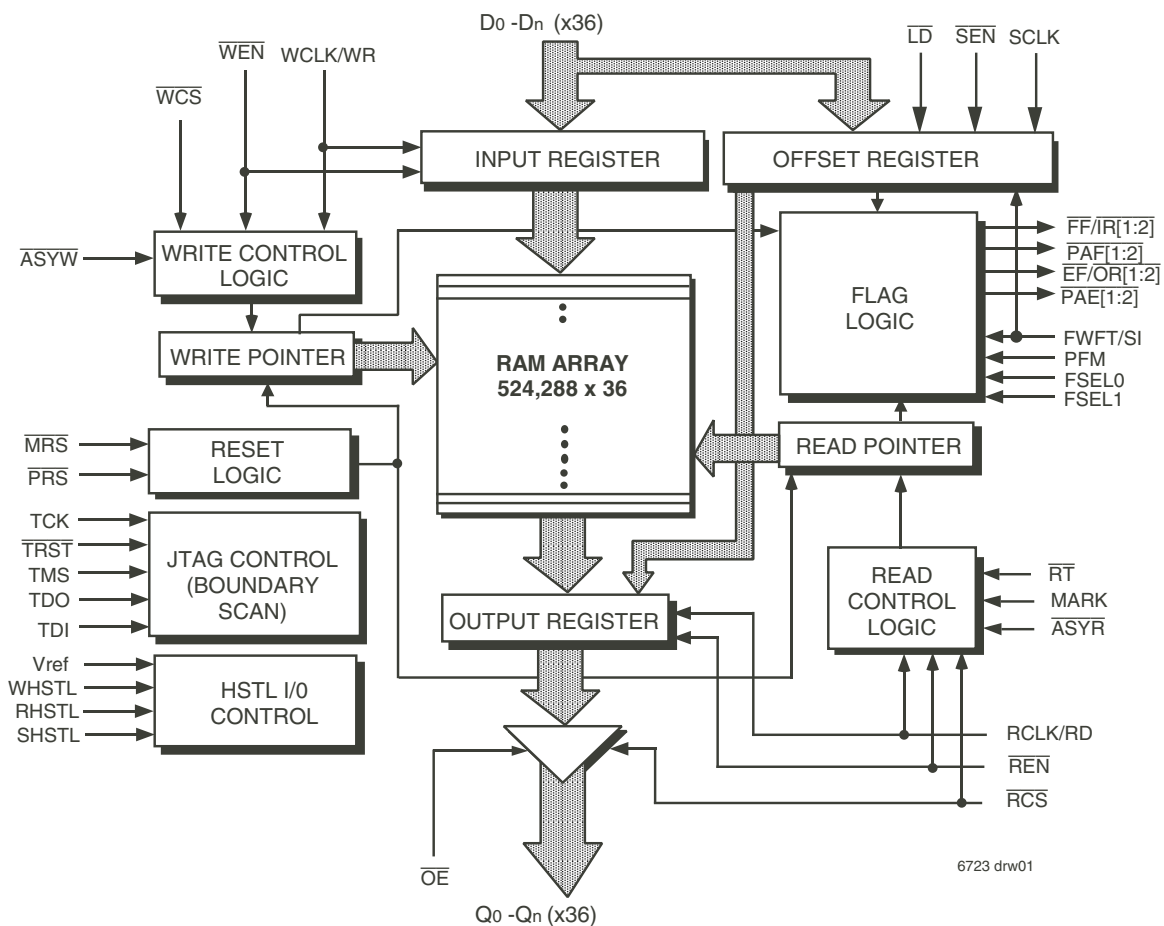 D0 -Dn (x36)
WEN
WCLK/WR
WCS
LD
SEN
SCLK
INPUT REGISTER
OFFSET REGISTER
ASYW
WRITE CONTROL
LOGIC
WRITE POINTER
RAM ARRAY
524,288 x 36
FLAG
LOGIC
FF/IR[1:2]
PAF[1:2]
EF/OR[1:2]
PAE[1:2]
FWFT/SI
PFM
FSEL0
FSEL1
READ POINTER
MRS
PRS
RESET
LOGIC
TCK
TRST
TMS
TDO
TDI
JTAG CONTROL
(BOUNDARY
SCAN)
READ
CONTROL
LOGIC
RT
MARK
ASYR
OUTPUT REGISTER
Vref
WHSTL
RHSTL
SHSTL
HSTL I/0
CONTROL
RCLK/RD
REN
RCS
OE
6723 drw01
Q0 -Qn (x36)